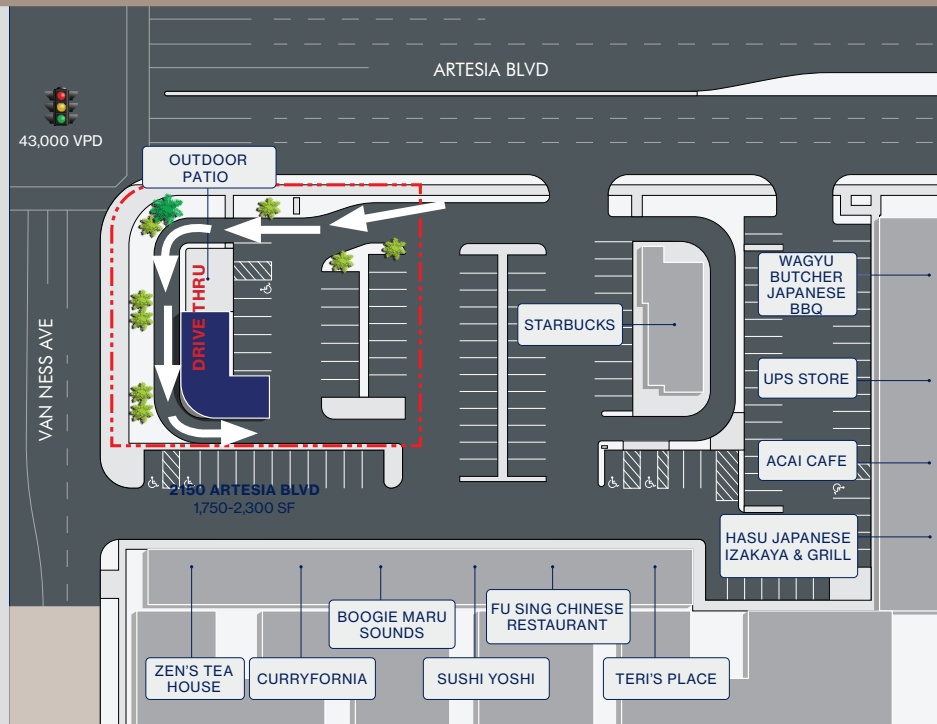 ARTESIA BLVD
43,000 VPD
OUTDOOR
PATIO
VAN NESS AVE
DRIVE THRU
STARBUCKS
WAGYU
BUTCHER
JAPANESE
BBQ
UPS STORE
ACAI CAFE
HASU JAPANESE
IZAKAYA & GRILL
2150 ARTESIA BLVD
1,750-2,300 SF
BOOGIE MARU
SOUNDS
FU SING CHINESE
RESTAURANT
ZEN'S TEA
HOUSE
CURRYFORNIA
SUSHI YOSHI
TERI'S PLACE